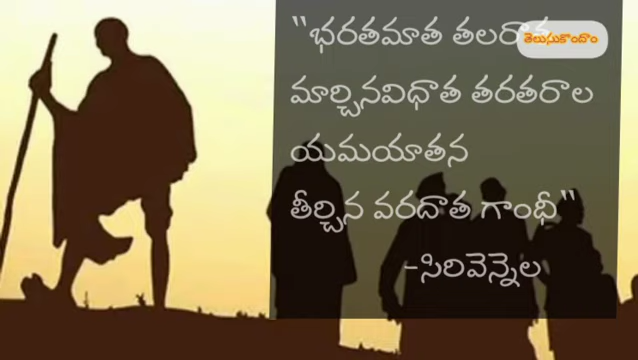 "భరతమాత
తెలుసుకొందాం
మార్చినవిధాత తరతరాల
యమయాతన
తీర్చిన వరదాత గాంధీ"
-సిరివెన్నెల